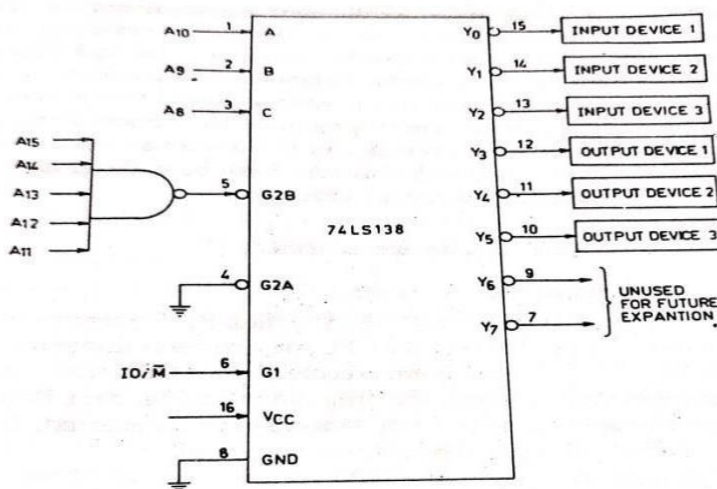 A10 1 A Y0 15 INPUT DEVICE 1
A9 2 B Y1 14 INPUT DEVICE 2
A8 3 C Y2 13 INPUT DEVICE 3
Y3 12 OUTPUT DEVICE 1
A15
A14
A13 5 G2B Y4 11 OUTPUT DEVICE 2
A12
A11
74LS138 Y5 10 OUTPUT DEVICE 3
4 G2A Y6 9
UNUSED
FOR FUTURE
EXPANTION.
Y7 7
IO/M̅ 6 G1
16 VCC
8 GND